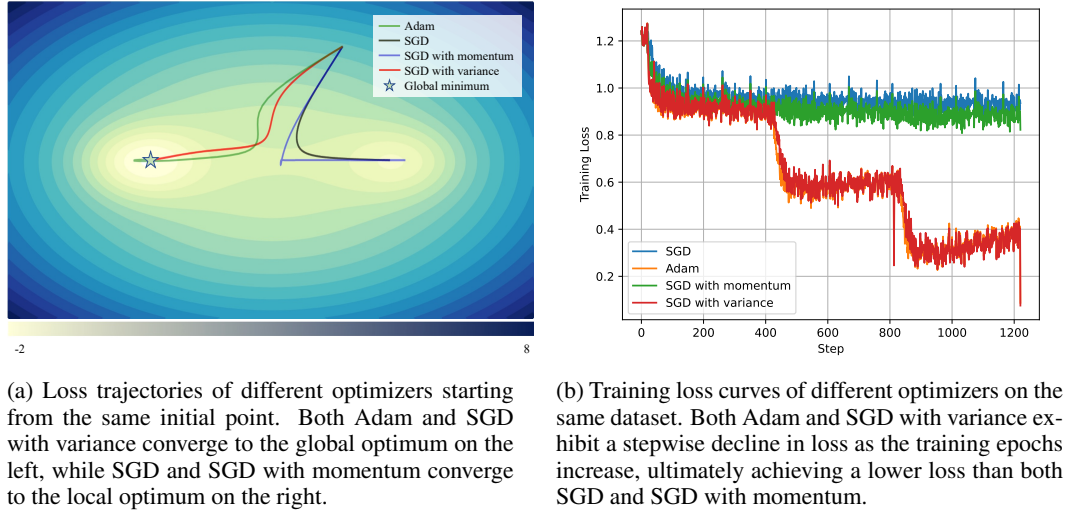 Adam
SGD
SGD with momentum
SGD with variance
Global minimum
-2
8
Training Loss
1.2
1.0
0.8
0.6
0.4
0.2
SGD
Adam
SGD with momentum
SGD with variance
0
200
400
600
800
1000
1200
Step
(a) Loss trajectories of different optimizers starting
from the same initial point. Both Adam and SGD
with variance converge to the global optimum on the
left, while SGD and SGD with momentum converge
to the local optimum on the right.
(b) Training loss curves of different optimizers on the
same dataset. Both Adam and SGD with variance ex-
hibit a stepwise decline in loss as the training epochs
increase, ultimately achieving a lower loss than both
SGD and SGD with momentum.